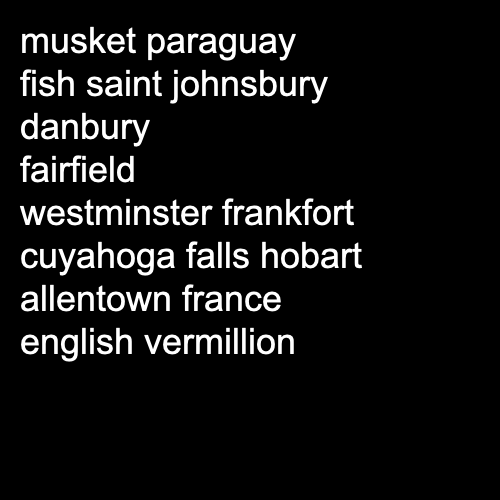 musket paraguay
fish saint johnsbury
danbury
fairfield
westminster frankfort
cuyahoga falls hobart
allentown france
english vermillion